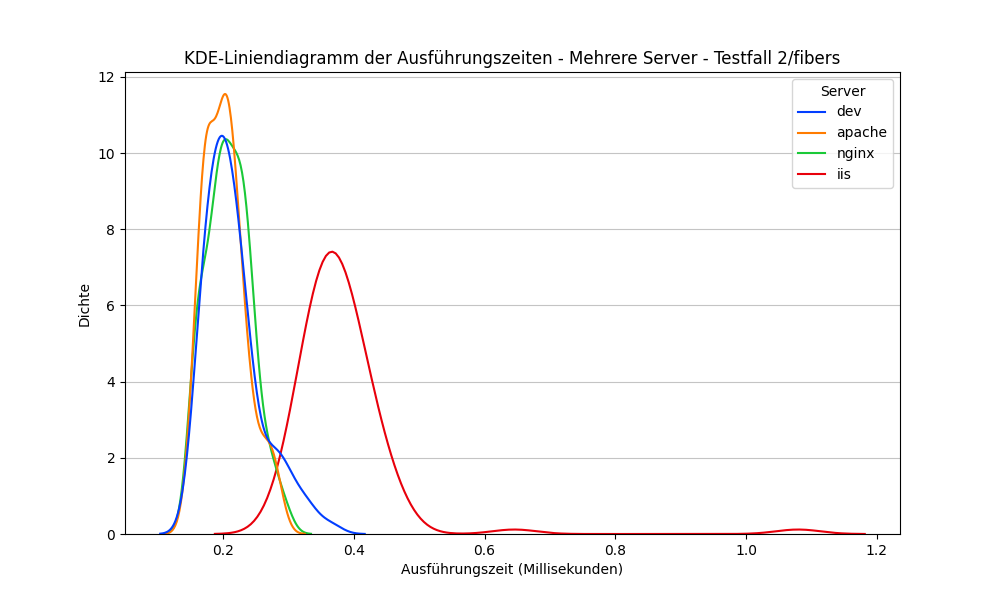 KDE-Liniendiagramm der Ausführungszeiten - Mehrere Server - Testfall 2/fibers
Server
dev
apache
nginx
iis
Dichte
12
10
8
6
4
2
0
0.2 0.4 0.6 0.8 1.0 1.2
Ausführungszeit (Millisekunden)